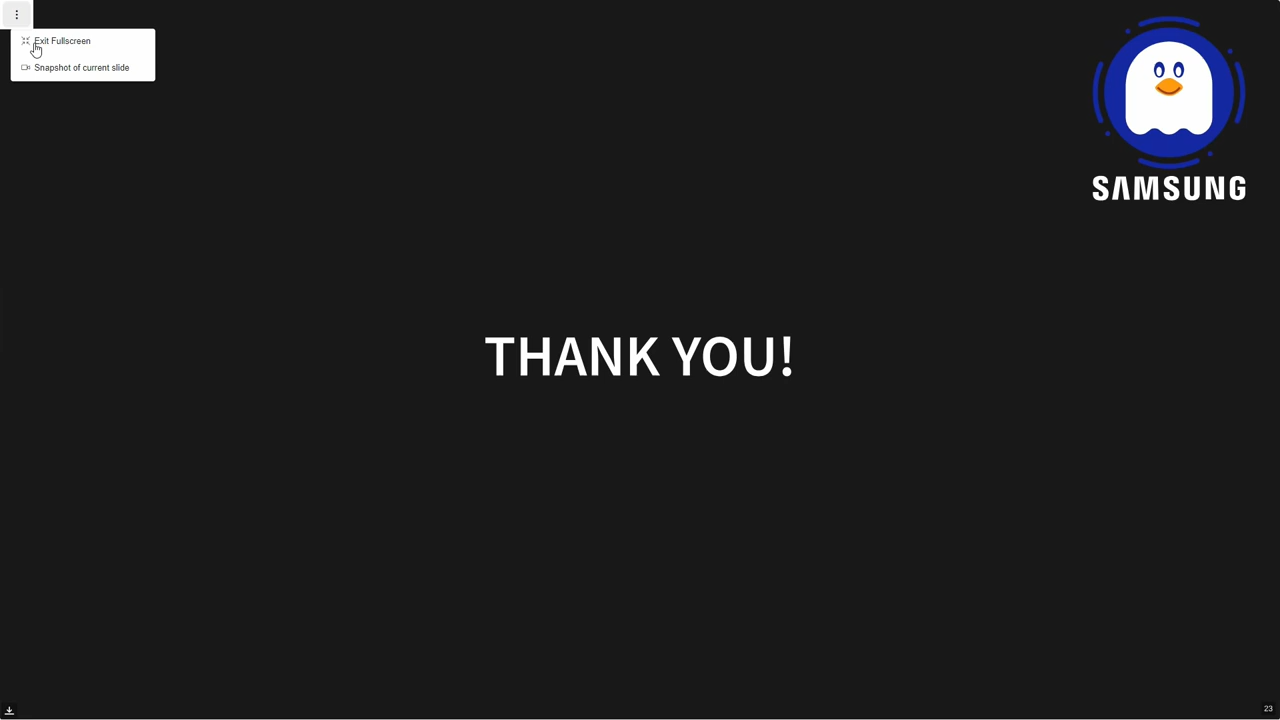 Exit Fullscreen
Snapshot of current slide
SAMSUNG
THANK YOU!
23